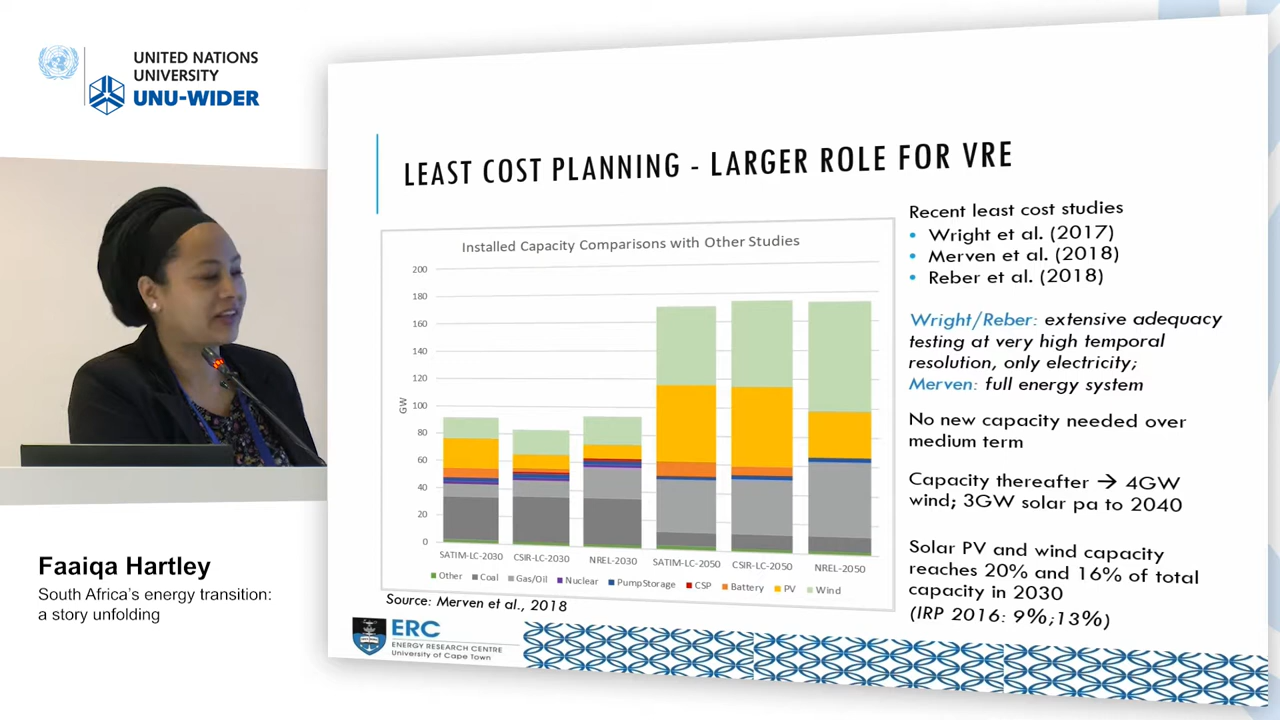 UNITED NATIONS
UNIVERSITY
UNU-WIDER
LEAST COST PLANNING - LARGER ROLE FOR VRE
Installed Capacity Comparisons with Other Studies
GW
200
180
160
140
120
100
80
60
40
20
0
SATIM-LC-2030 CSIR-LC-2030 NREL-2030 SATIM-LC-2050 CSIR-LC-2050 NREL-2050
Other Coal Gas/Oil Nuclear PumpStorage CSP Battery PV Wind
Source: Merven et al., 2018
Recent least cost studies
• Wright et al. (2017)
• Merven et al. (2018)
• Reber et al. (2018)
Wright/Reber: extensive adequacy
testing at very high temporal
resolution, only electricity;
Merven: full energy system
No new capacity needed over
medium term
Capacity thereafter → 4GW
wind; 3GW solar pa to 2040
Solar PV and wind capacity
reaches 20% and 16% of total
capacity in 2030
(IRP 2016: 9%;13%)
ERC
ENERGY RESEARCH CENTRE
University of Cape Town
Faaiqa Hartley
South Africa's energy transition:
a story unfolding